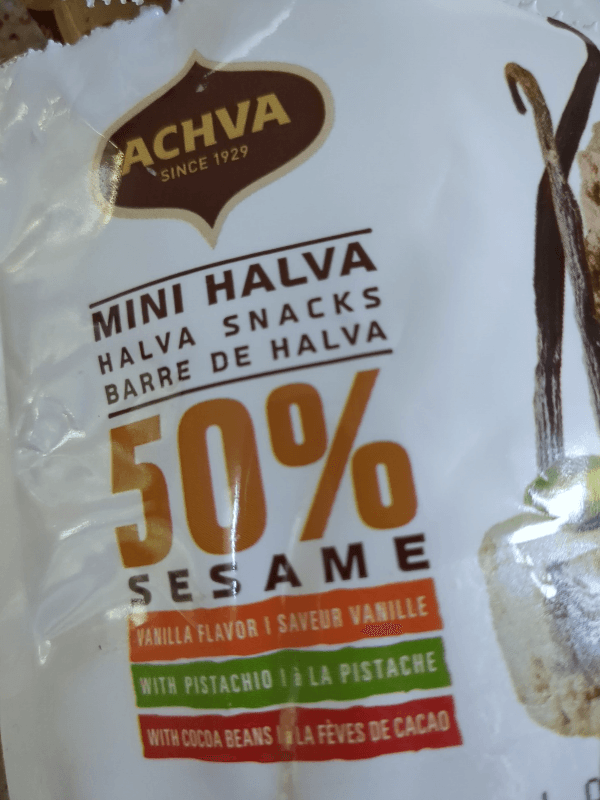 ACHVA
SINCE 1929
MINI HALVA
HALVA SNACKS
BARRE DE HALVA
50%
SESAME
VANILLA FLAVOR | SAVEUR VANILLE
WITH PISTACHIO | à LA PISTACHE
WITH COCOA BEANS | à LA FÈVES DE CACAO